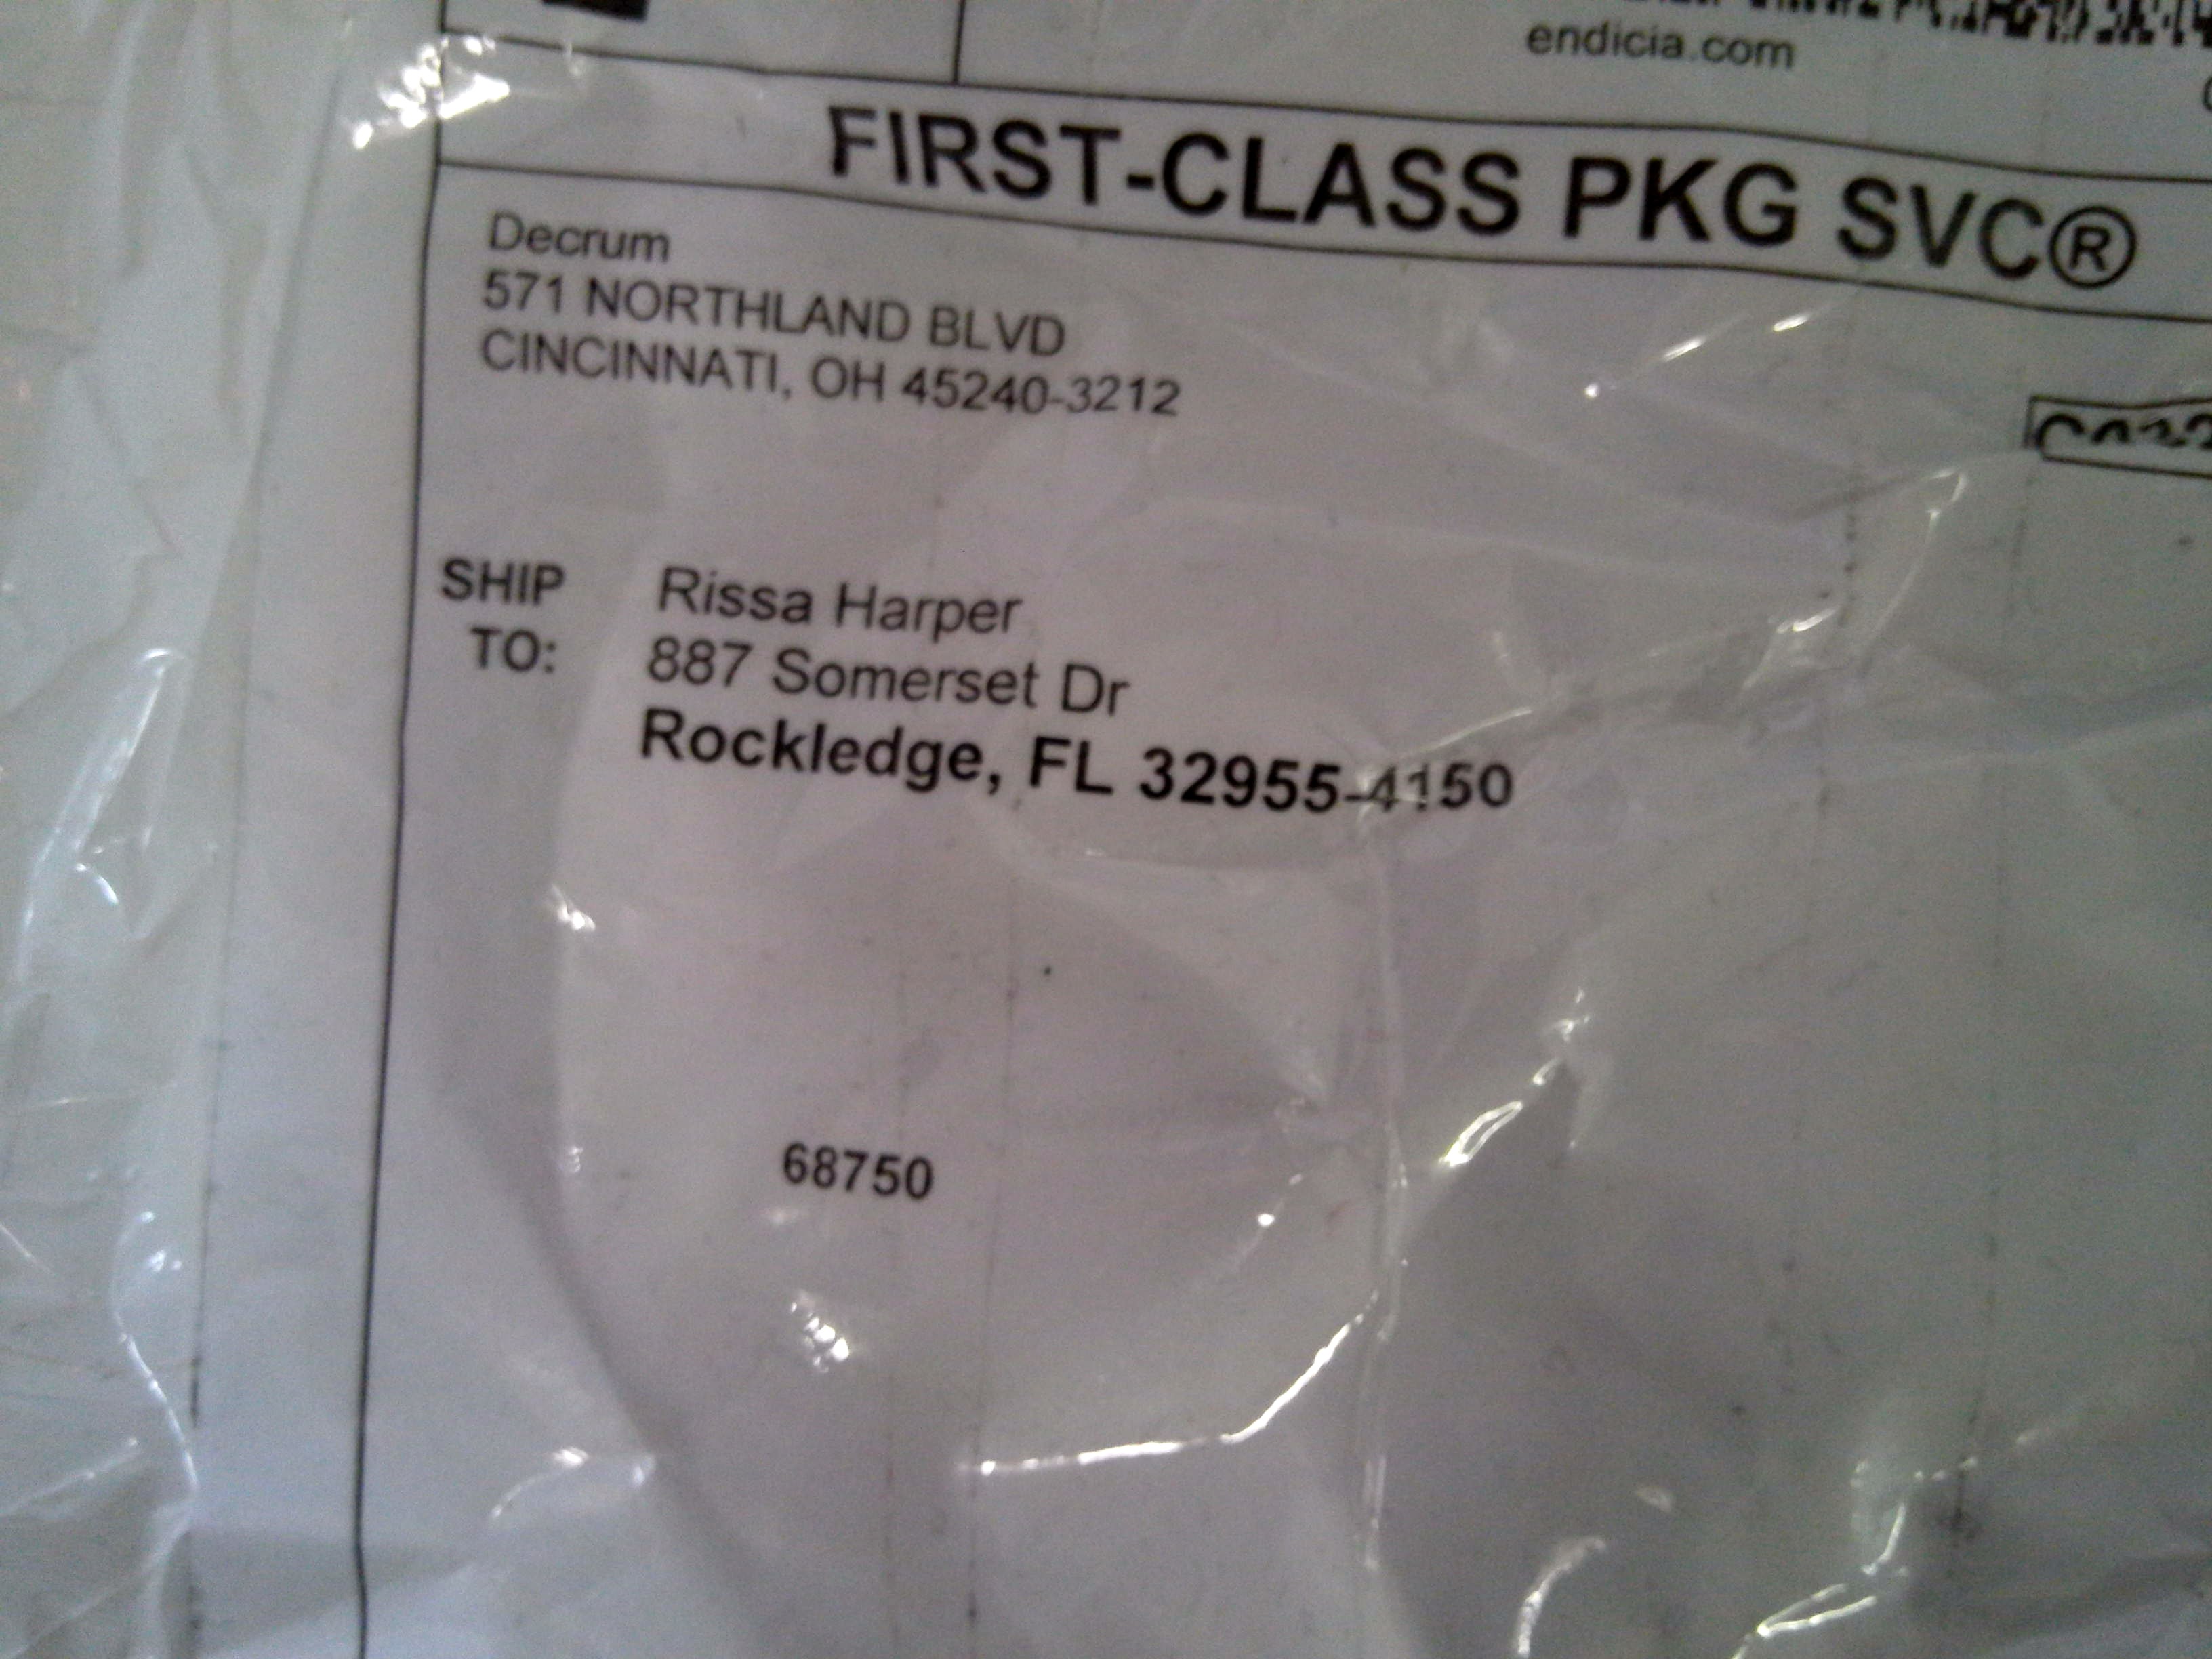 endicia.com
FIRST-CLASS PKG SVC®
Decrum
571 NORTHLAND BLVD
CINCINNATI, OH 45240-3212
SHIP TO:
Rissa Harper
887 Somerset Dr
Rockledge, FL 32955-4150
68750